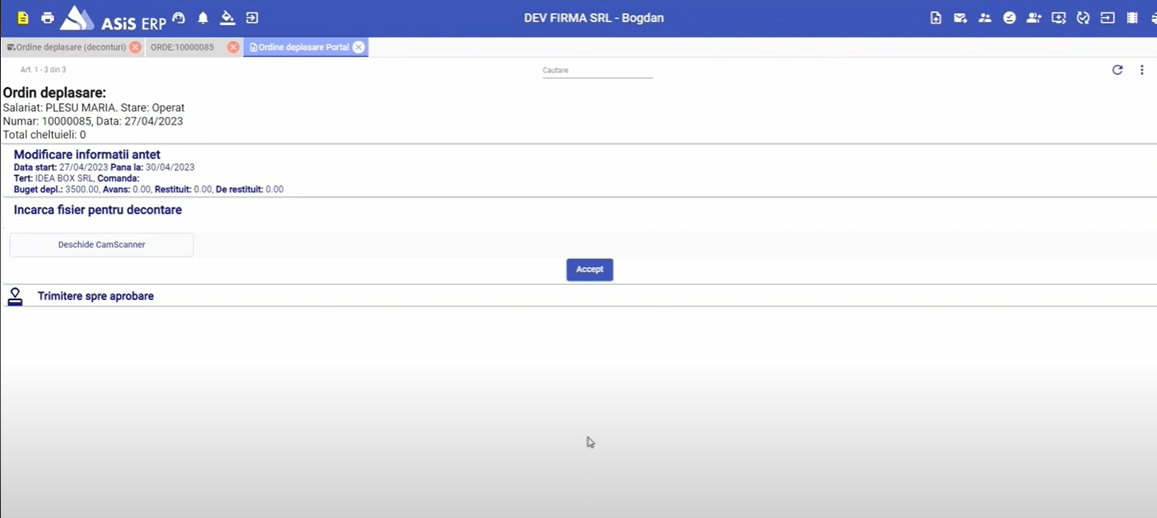 ASiS ERP
DEV FIRMA SRL - Bogdan
Ordine deplasare (deconturi) ORDE:10000085 Ordine deplasare Portal
Art. 1 - 3 din 3
Cautare
Ordin deplasare:
Salariat: PLESU MARIA. Stare: Operat
Numar: 10000085, Data: 27/04/2023
Total cheltuieli: 0
Modificare informatii antet
Data start: 27/04/2023 Pana la: 30/04/2023
Tert: IDEA BOX SRL, Comanda:
Buget depl.: 3500.00, Avans: 0.00, Restituit: 0.00, De restituit: 0.00
Incarca fisier pentru decontare
Deschide CamScanner
Accept
Trimitere spre aprobare